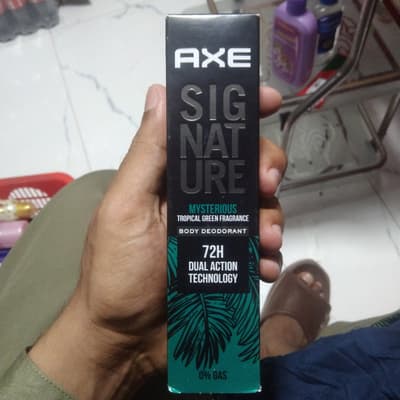 AXE
SIG
NAT
URE
MYSTERIOUS
TROPICAL GREEN FRAGRANCE
BODY DEODORANT
72H
DUAL ACTION
TECHNOLOGY
0% GAS